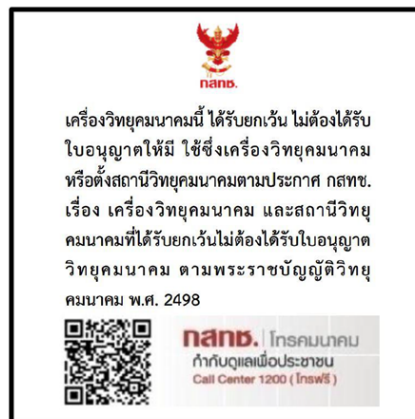 กสทช.
เครื่องวิทยุคมนาคมนี้ ได้รับยกเว้น ไม่ต้องได้รับ
ใบอนุญาตให้มี ใช้ซึ่งเครื่องวิทยุคมนาคม
หรือตั้งสถานีวิทยุคมนาคมตามประกาศ กสทช.
เรื่อง เครื่องวิทยุคมนาคม และสถานีวิทยุ
คมนาคมที่ได้รับยกเว้นไม่ต้องได้รับใบอนุญาต
วิทยุคมนาคม ตามพระราชบัญญัติวิทยุ
คมนาคม พ.ศ. 2498
กสทช. | โทรคมนาคม
กำกับดูแลเพื่อประชาชน
Call Center 1200 ( โทรฟรี )